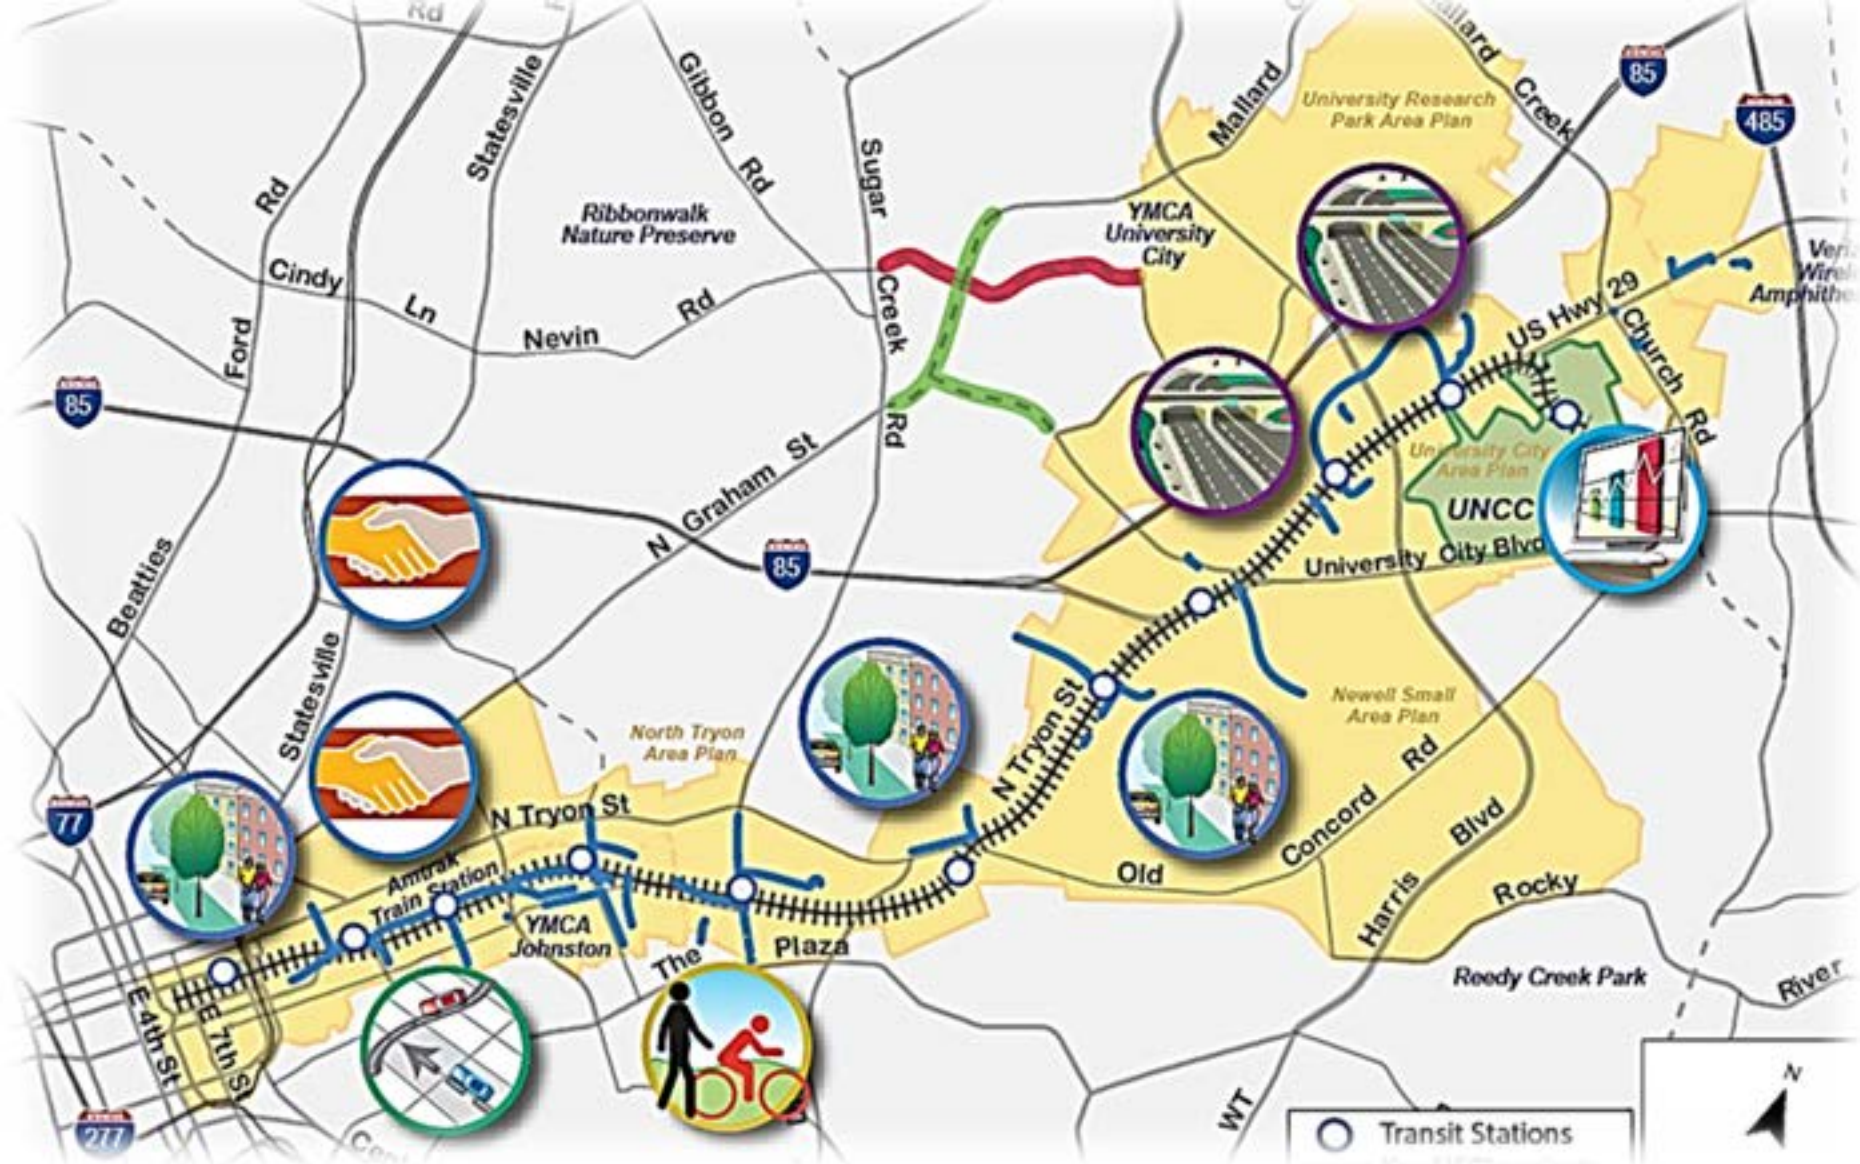 Rd
Statesville
Gibbon Rd
Sugar
Creek
Rd
Mallard
Creek
University Research
Park Area Plan
85
485
Rd
Ribbonwalk
Nature Preserve
YMCA
University
City
Cindy
Ln
Nevin
Rd
Ford
US Hwy 29
Church
Rd
85
N Graham St
85
University City
Area Plan
UNCC
University City Blvd
Beatties
Statesville
North Tryon
Area Plan
N Tryon St
Newell Small
Area Plan
77
N Tryon St
Amtrak
Train Station
YMCA
Johnston
The Plaza
Old
Concord
Rd
Harris
Blvd
Rocky
River
Reedy Creek Park
E 4th St
E 7th St
277
WT
N
Transit Stations